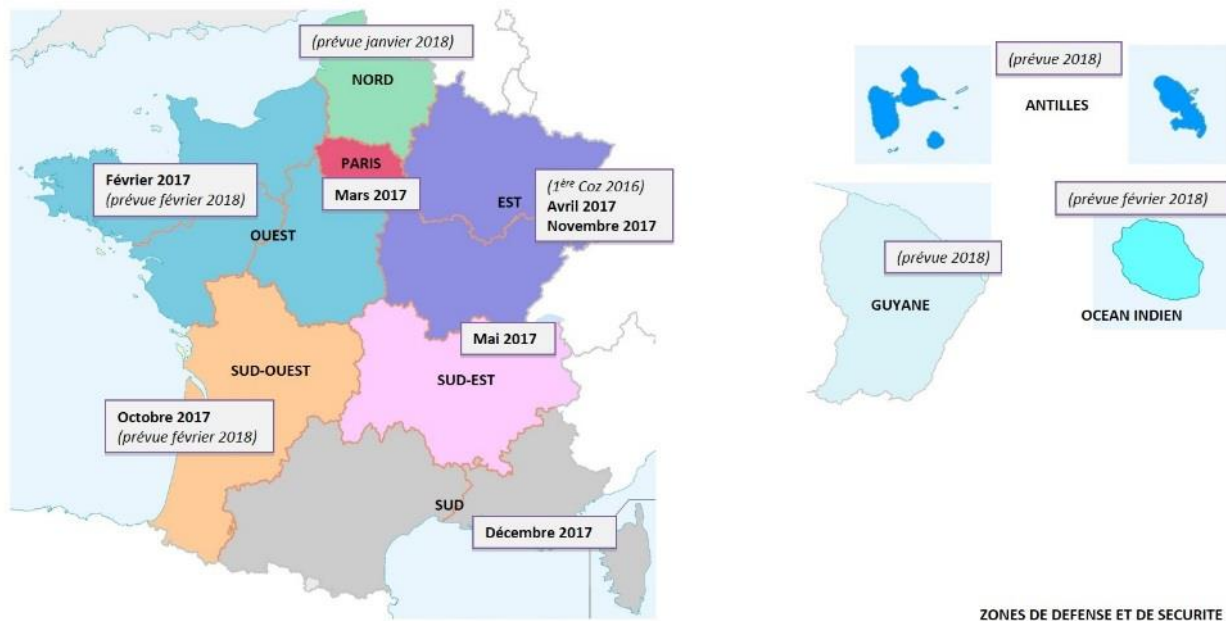 (prévue janvier 2018)
NORD
PARIS
Mars 2017
Février 2017
(prévue février 2018)
OUEST
EST
(1ère Coz 2016)
Avril 2017
Novembre 2017
Mai 2017
SUD-OUEST
SUD-EST
Octobre 2017
(prévue février 2018)
SUD
Décembre 2017
(prévue 2018)
ANTILLES
(prévue février 2018)
(prévue 2018)
GUYANE
OCEAN INDIEN
ZONES DE DEFENSE ET DE SECURITE